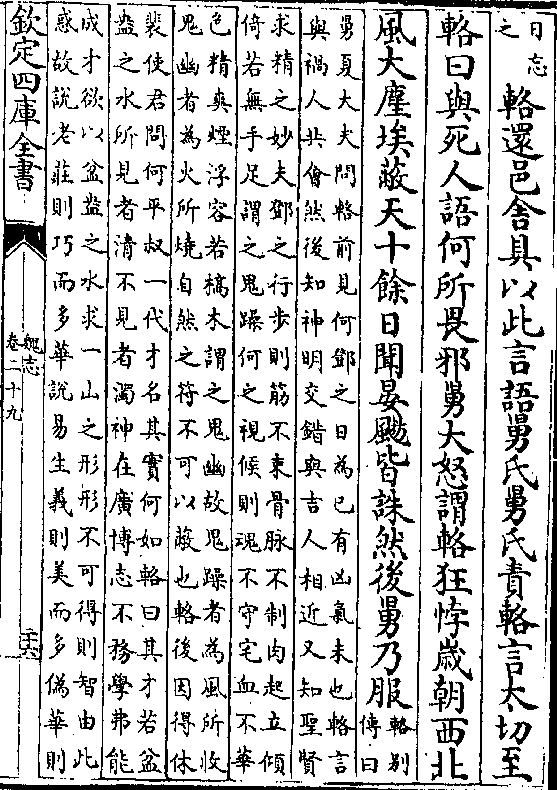 日忘
之
輅還邑舍具以此言語舅氏舅氏責輅言太切至
輅曰與死人語何所畏邪舅大怒謂輅狂悖歲朝西北
風大塵埃蔽天十餘日聞晏颺皆誅然後舅乃服
輅别
傳曰
舅夏大夫問輅前見何鄧之日為已有凶氣未也輅言
與禍人共會然後知神明交錯與吉人相近又知聖賢
求精之妙夫鄧之行步則筋不束骨脉不制肉起立傾
倚若無手足謂之鬼躁何之視候則魂不守宅血不華
色精爽煙浮容若槁木謂之鬼幽故鬼躁者為風所收
鬼幽者為火所燒自然之符不可以蔽也輅後因得休
裴使君問何平叔一代才名其實何如輅曰其才若盆
盎之水所見者清不見者濁神在廣博志不務學弗能
成才欲以盆盎之水求一山之形形不可得則智由此
惑故說老莊則巧而多華說易生義則美而多偽華則
欽定四庫全書
魏志
卷二十九
二十六